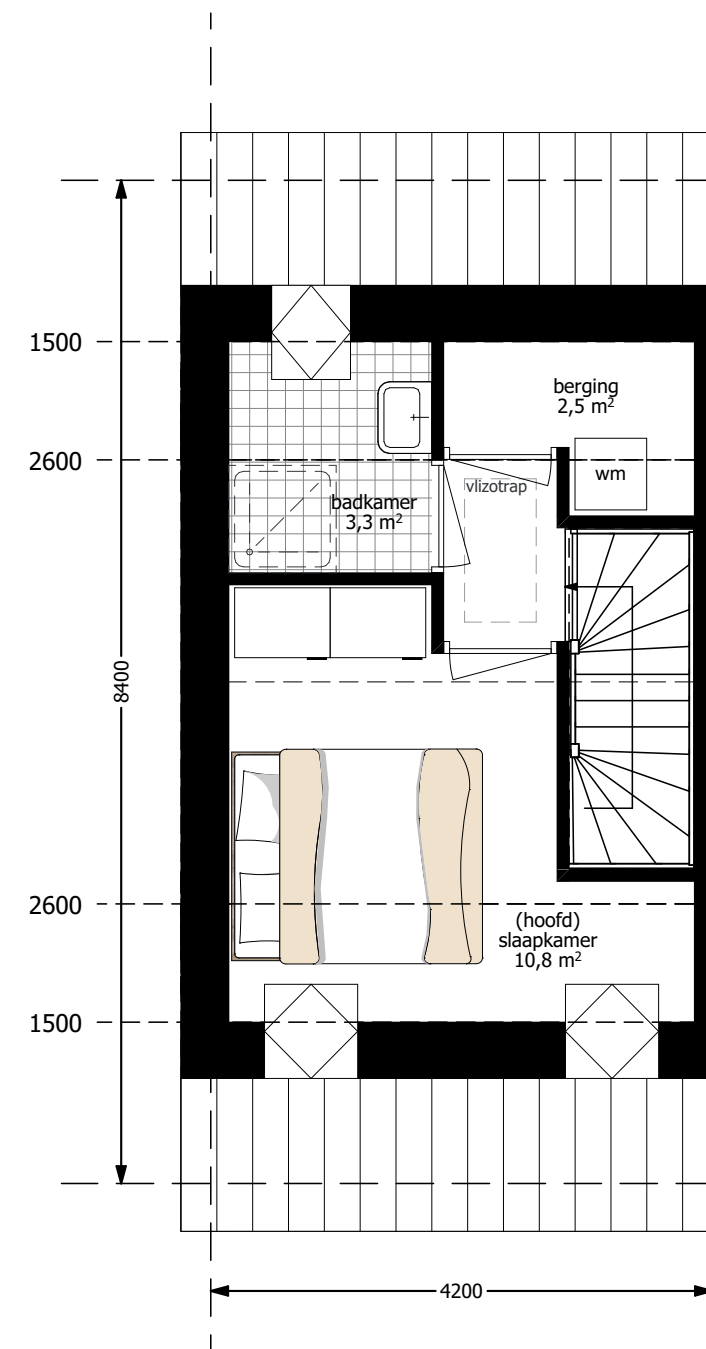 1500
berging
2,5 m²
2600
wm
vlizotrap
badkamer
3,3 m²
8400
2600
(hoofd)
slaapkamer
10,8 m²
1500
4200